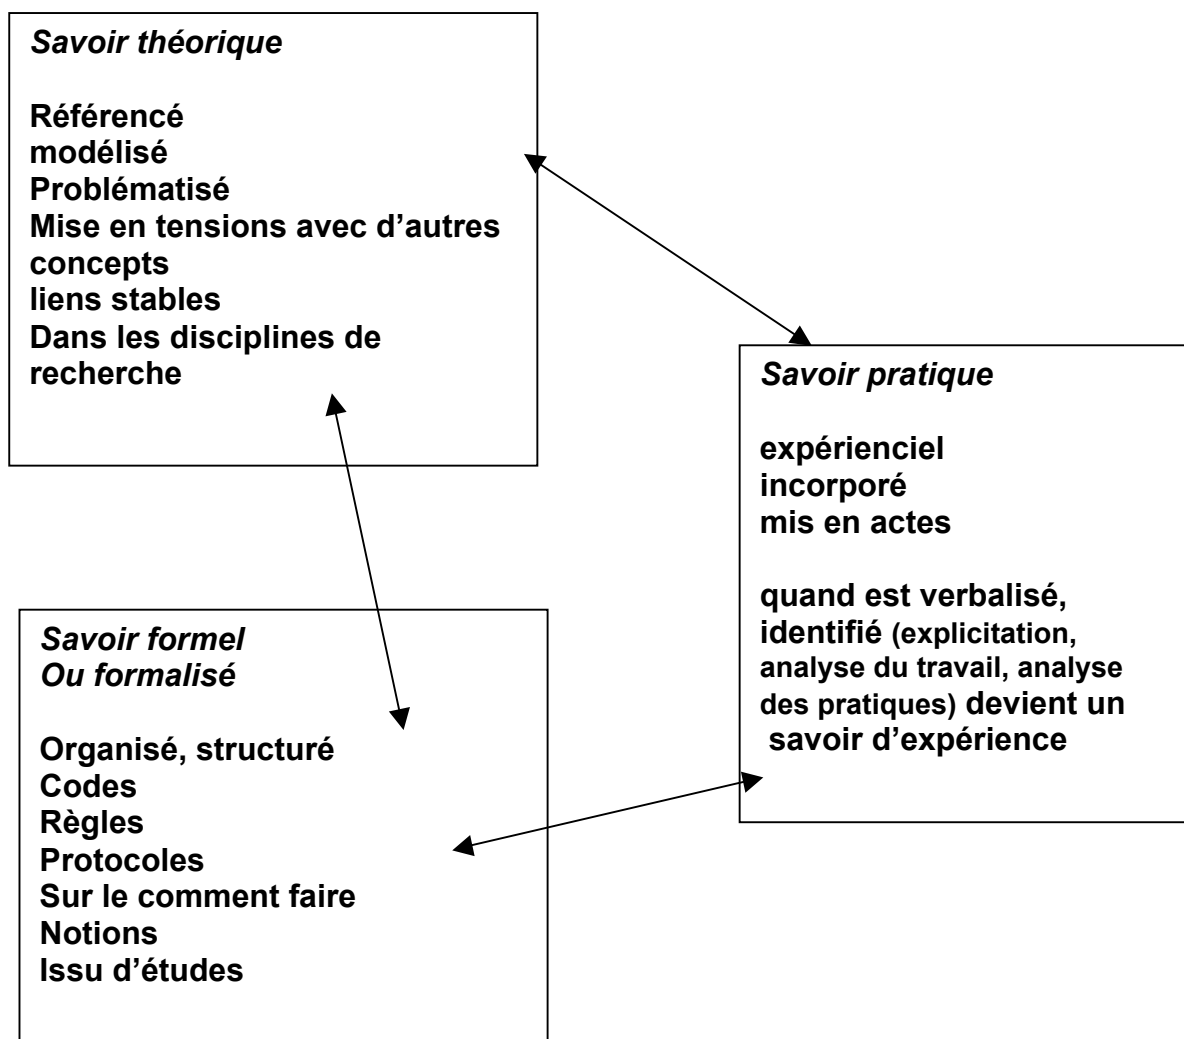 Savoir théorique
Référencé
modélisé
Problématisé
Mise en tensions avec d’autres
concepts
liens stables
Dans les disciplines de
recherche
Savoir pratique
expérienciel
incorporé
mis en actes
quand est verbalisé,
identifié (explicitation,
analyse du travail, analyse
des pratiques) devient un
savoir d’expérience
Savoir formel
Ou formalisé
Organisé, structuré
Codes
Règles
Protocoles
Sur le comment faire
Notions
Issu d’études